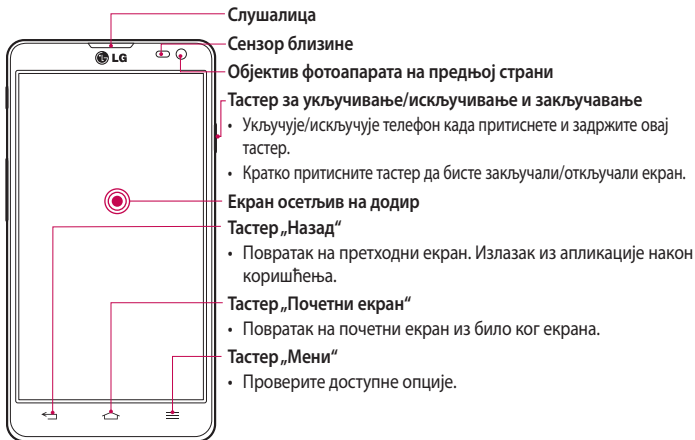 Слушалица
Сензор близине
LG
Објектив фотоапарата на предњој страни
Тастер за укључивање/искључивање и закључавање
• Укључује/искључује телефон када притиснете и задржите овај
тастер.
• Кратко притисните тастер да бисте закључали/откључали екран.
Екран осетљив на додир
Тастер „Назад“
• Повратак на претходни екран. Излазак из апликације након
коришћења.
Тастер „Почетни екран“
• Повратак на почетни екран из било ког екрана.
Тастер „Мени“
• Проверите доступне опције.